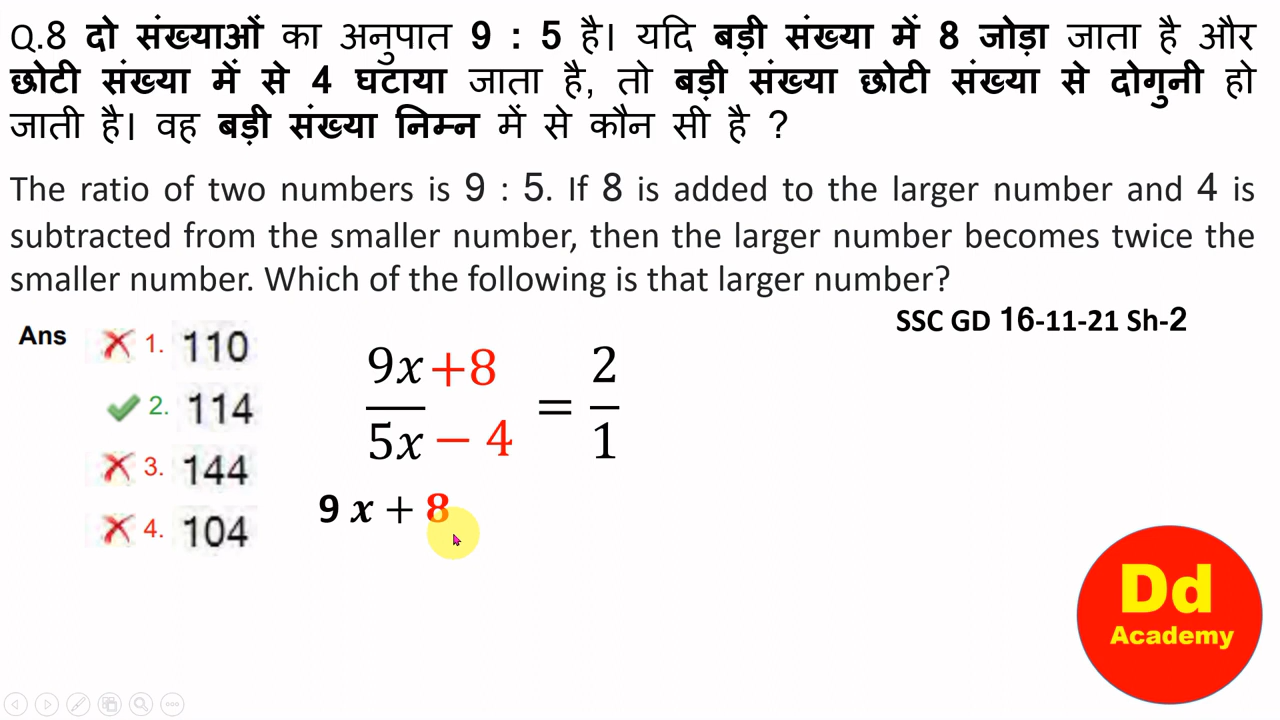 Q.8 दो संख्याओं का अनुपात 9 : 5 है। यदि बड़ी संख्या में 8 जोड़ा जाता है और
छोटी संख्या में से 4 घटाया जाता है, तो बड़ी संख्या छोटी संख्या से दोगुनी हो
जाती है। वह बड़ी संख्या निम्न में से कौन सी है ?
The ratio of two numbers is 9 : 5. If 8 is added to the larger number and 4 is
subtracted from the smaller number, then the larger number becomes twice the
smaller number. Which of the following is that larger number?
SSC GD 16-11-21 Sh-2
Ans
1. 110
2. 114
3. 144
4. 104
9x+8
5x − 4
=
2
1
9 x + 8
Dd
Academy